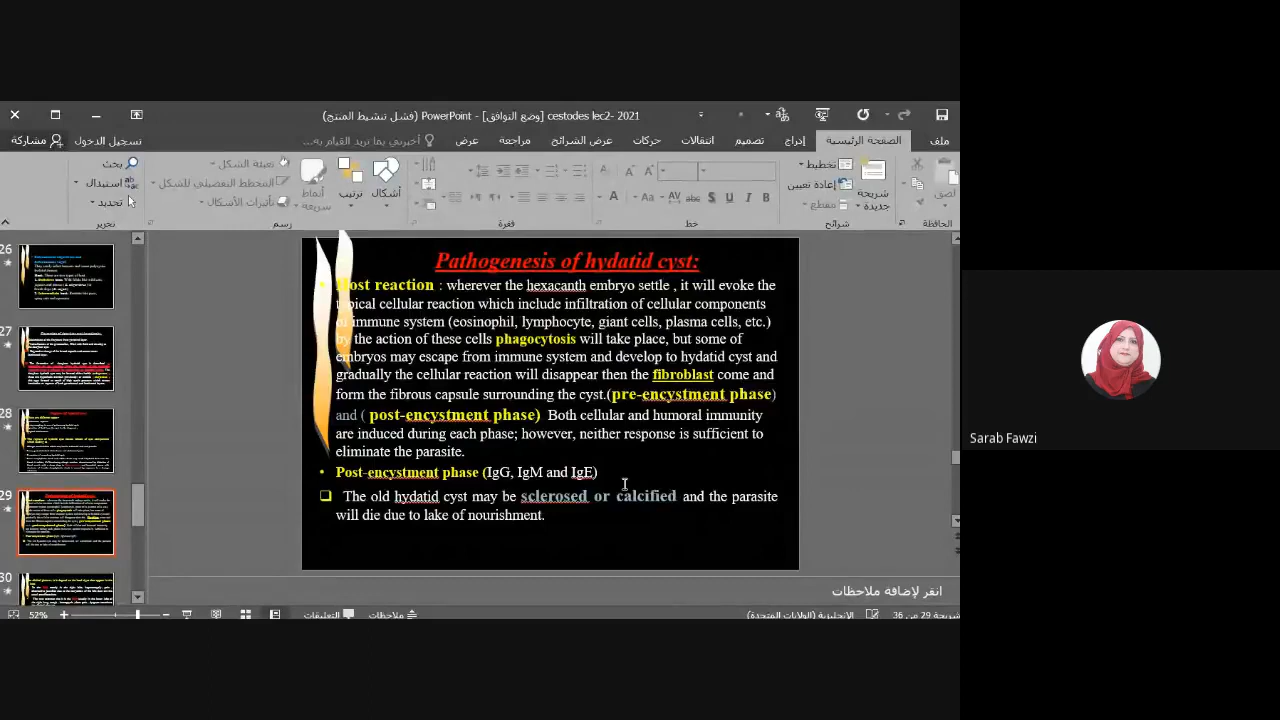 cestodes lec2- 2021 [وضع التوافق] - PowerPoint (فشل تنشيط المنتج)
ملف
الصفحة الرئيسية
إدراج
تصميم
انتقالات
حركات
عرض الشرائح
مراجعة
عرض
أخبرني بما تريد القيام به...
تسجيل الدخول
مشاركة
لصق
الحافظة
شريحة جديدة
تخطيط
إعادة تعيين
مقطع
شرائح
خط
فقرة
أشكال
ترتيب
أنماط سريعة
تعبئة الشكل
المخطط التفصيلي للشكل
تأثيرات الأشكال
رسم
بحث
استبدال
تحديد
تحرير
26
27
28
29
30
Pathogenesis of hydatid cyst:
• Host reaction : wherever the hexacanth embryo settle , it will evoke the
typical cellular reaction which include infiltration of cellular components
of immune system (eosinophil, lymphocyte, giant cells, plasma cells, etc.)
by the action of these cells phagocytosis will take place, but some of
embryos may escape from immune system and develop to hydatid cyst and
gradually the cellular reaction will disappear then the fibroblast come and
form the fibrous capsule surrounding the cyst.(pre-encystment phase)
and ( post-encystment phase) Both cellular and humoral immunity
are induced during each phase; however, neither response is sufficient to
eliminate the parasite.
• Post-encystment phase (IgG, IgM and IgE)
❑ The old hydatid cyst may be sclerosed or calcified and the parasite
will die due to lake of nourishment.
انقر لإضافة ملاحظات
شريحة 29 من 36
الإنجليزية (الولايات المتحدة)
ملاحظات
التعليقات
52%
Sarab Fawzi